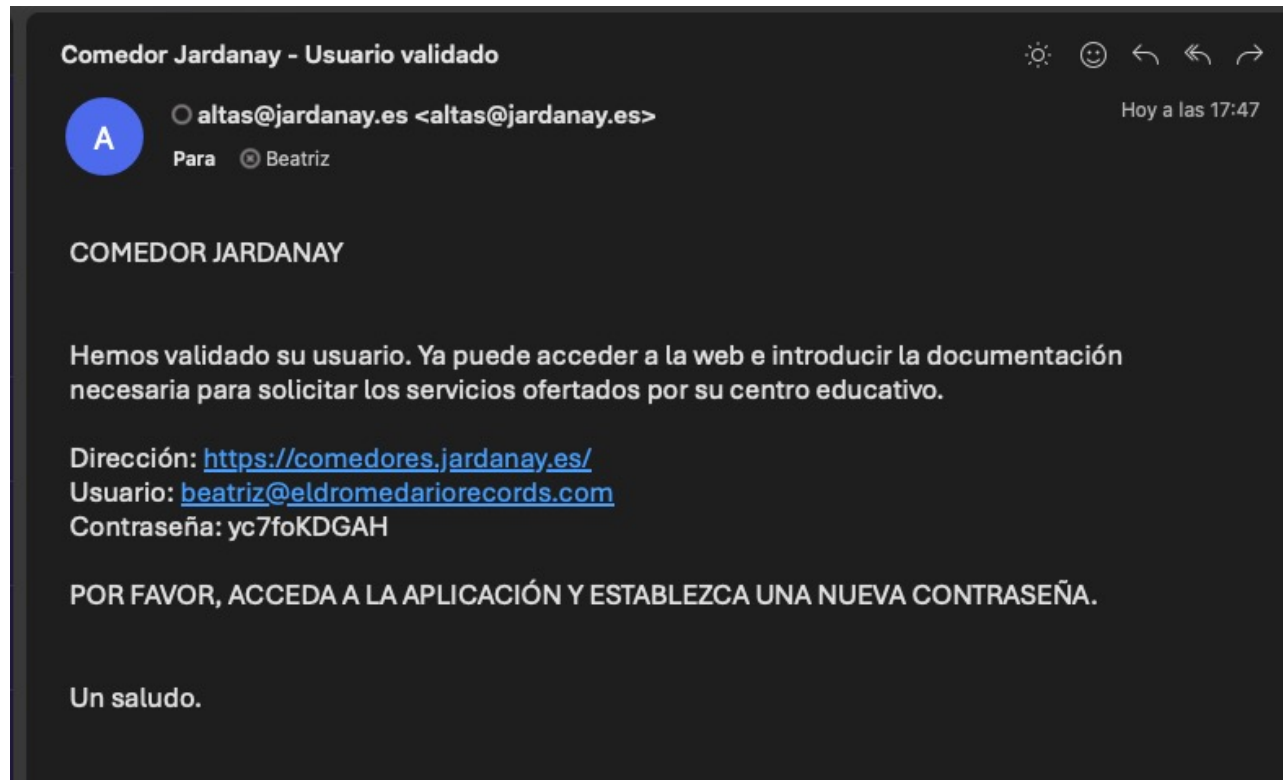 Comedor Jardanay - Usuario validado
A
altas@jardanay.es <altas@jardanay.es>
Hoy a las 17:47
Para Beatriz
COMEDOR JARDANAY
Hemos validado su usuario. Ya puede acceder a la web e introducir la documentación
necesaria para solicitar los servicios ofertados por su centro educativo.
Dirección: https://comedores.jardanay.es/
Usuario: beatriz@eldromedariorecords.com
Contraseña: yc7foKDGAH
POR FAVOR, ACCEDA A LA APLICACIÓN Y ESTABLEZCA UNA NUEVA CONTRASEÑA.
Un saludo.